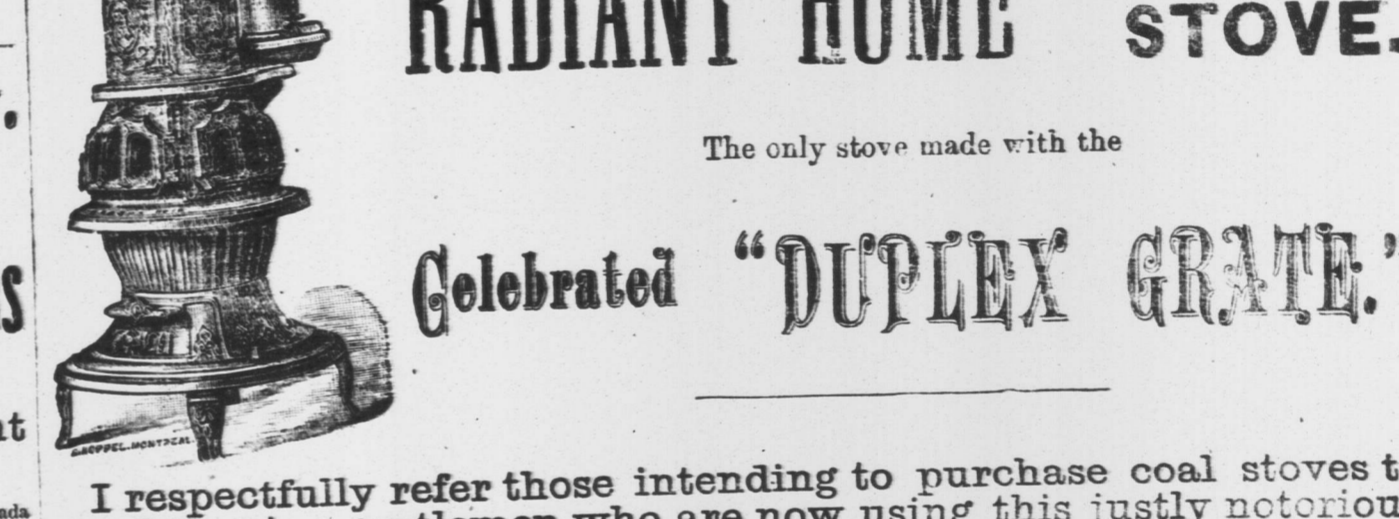 RADIANT HOME STOVE.
The only stove made with the
Celebrated "DUPLEX GRATE."
I respectfully refer those intending to purchase coal stoves t
who are now using this justly notoriou